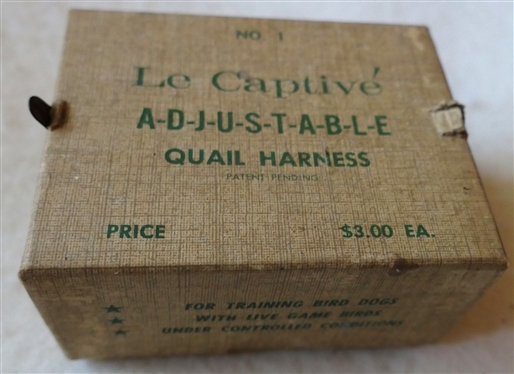 NO. 1
Le Captivé
A-D-J-U-S-T-A-B-L-E
QUAIL HARNESS
PATENT PENDING
PRICE $3.00 EA.
FOR TRAINING BIRD DOGS
WITH LIVE GAME BIRDS
UNDER CONTROLLED CONDITIONS